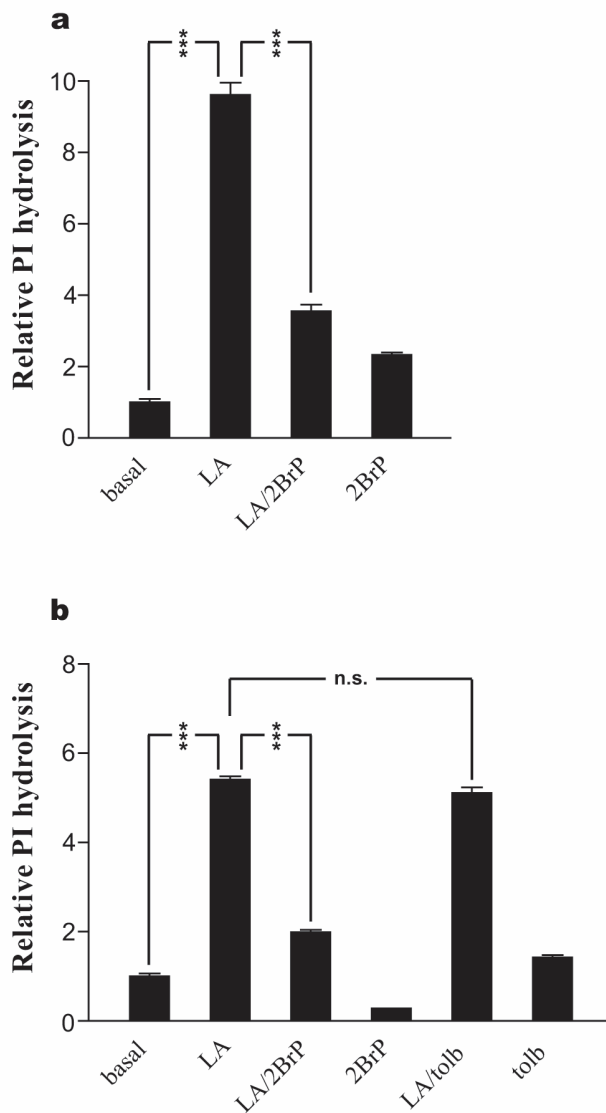 a
*** ***
10
8
6
4
2
0
Relative PI hydrolysis
basal LA LA/2BrP 2BrP
b
8
n.s.
*** ***
6
4
2
0
Relative PI hydrolysis
basal LA LA/2BrP 2BrP LA/tolb tolb